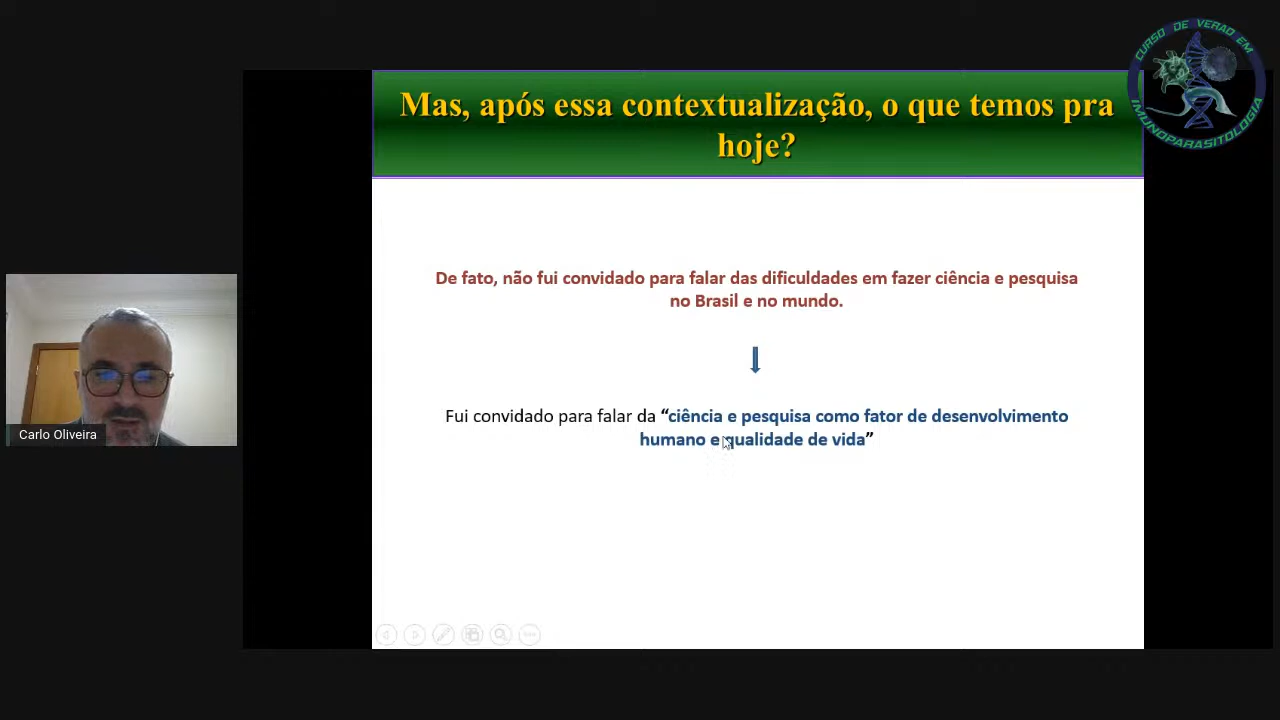 Mas, após essa contextualização, o que temos pra
hoje?
CURSO DE VERÃO EM
IMUNOPARASITOLOGIA
De fato, não fui convidado para falar das dificuldades em fazer ciência e pesquisa
no Brasil e no mundo.
Fui convidado para falar da “ciência e pesquisa como fator de desenvolvimento
humano e qualidade de vida”
Carlo Oliveira